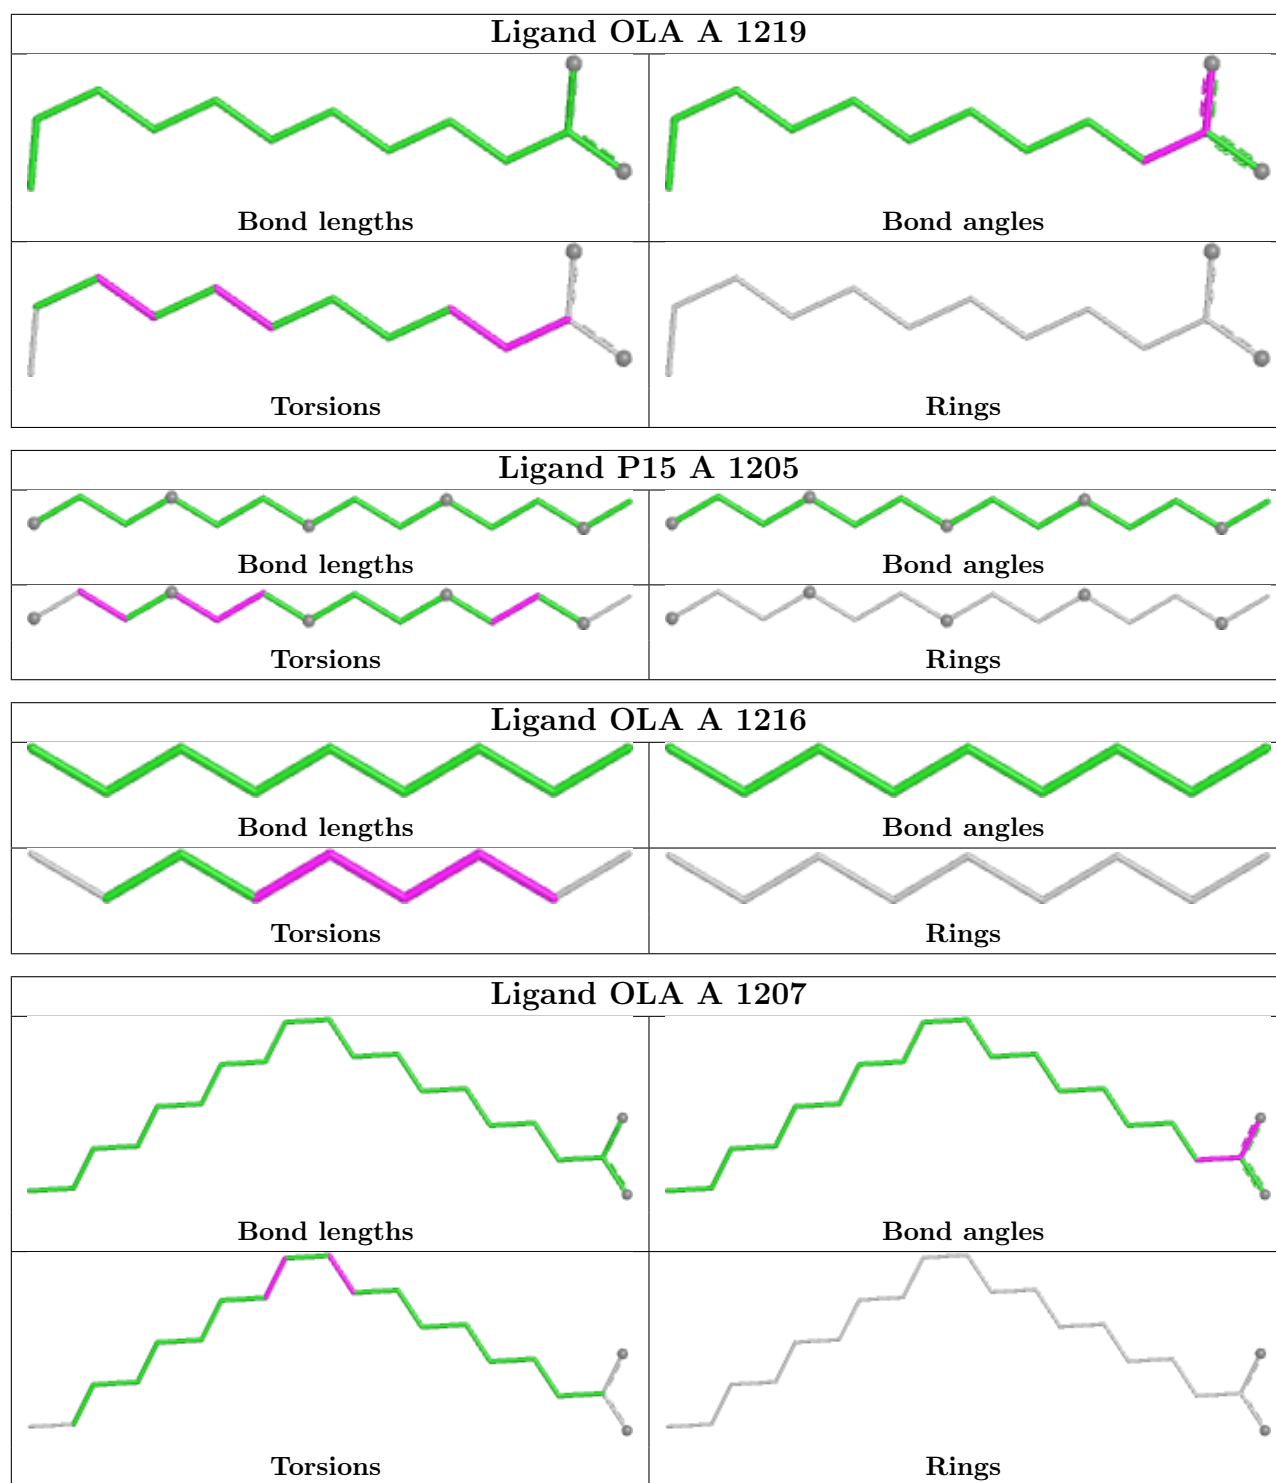 Ligand OLA A 1219
Bond lengths
Bond angles
Torsions
Rings
Ligand P15 A 1205
Bond lengths
Bond angles
Torsions
Rings
Ligand OLA A 1216
Bond lengths
Bond angles
Torsions
Rings
Ligand OLA A 1207
Bond lengths
Bond angles
Torsions
Rings